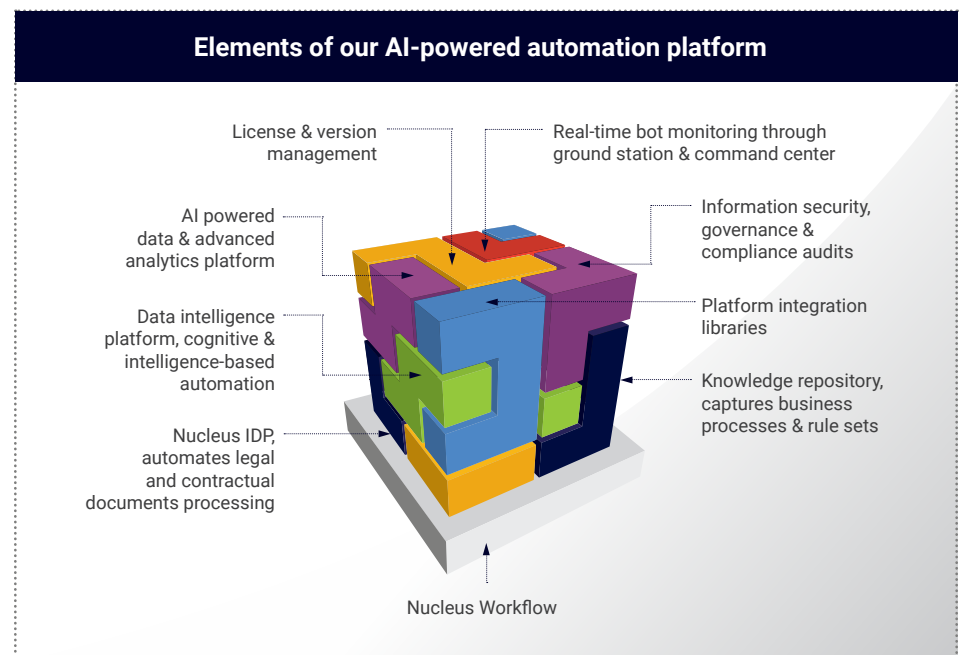 Elements of our AI-powered automation platform
License & version
management
Real-time bot monitoring through
ground station & command center
AI powered
data & advanced
analytics platform
Information security,
governance &
compliance audits
Data intelligence
platform, cognitive &
intelligence-based
automation
Platform integration
libraries
Knowledge repository,
captures business
processes & rule sets
Nucleus IDP,
automates legal
and contractual
documents processing
Nucleus Workflow